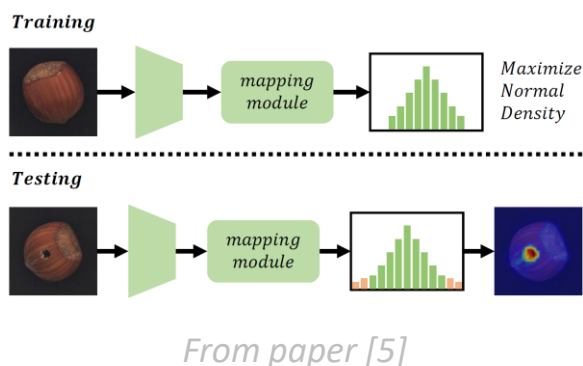 Training
mapping
module
Maximize
Normal
Density
Testing
mapping
module
From paper [5]